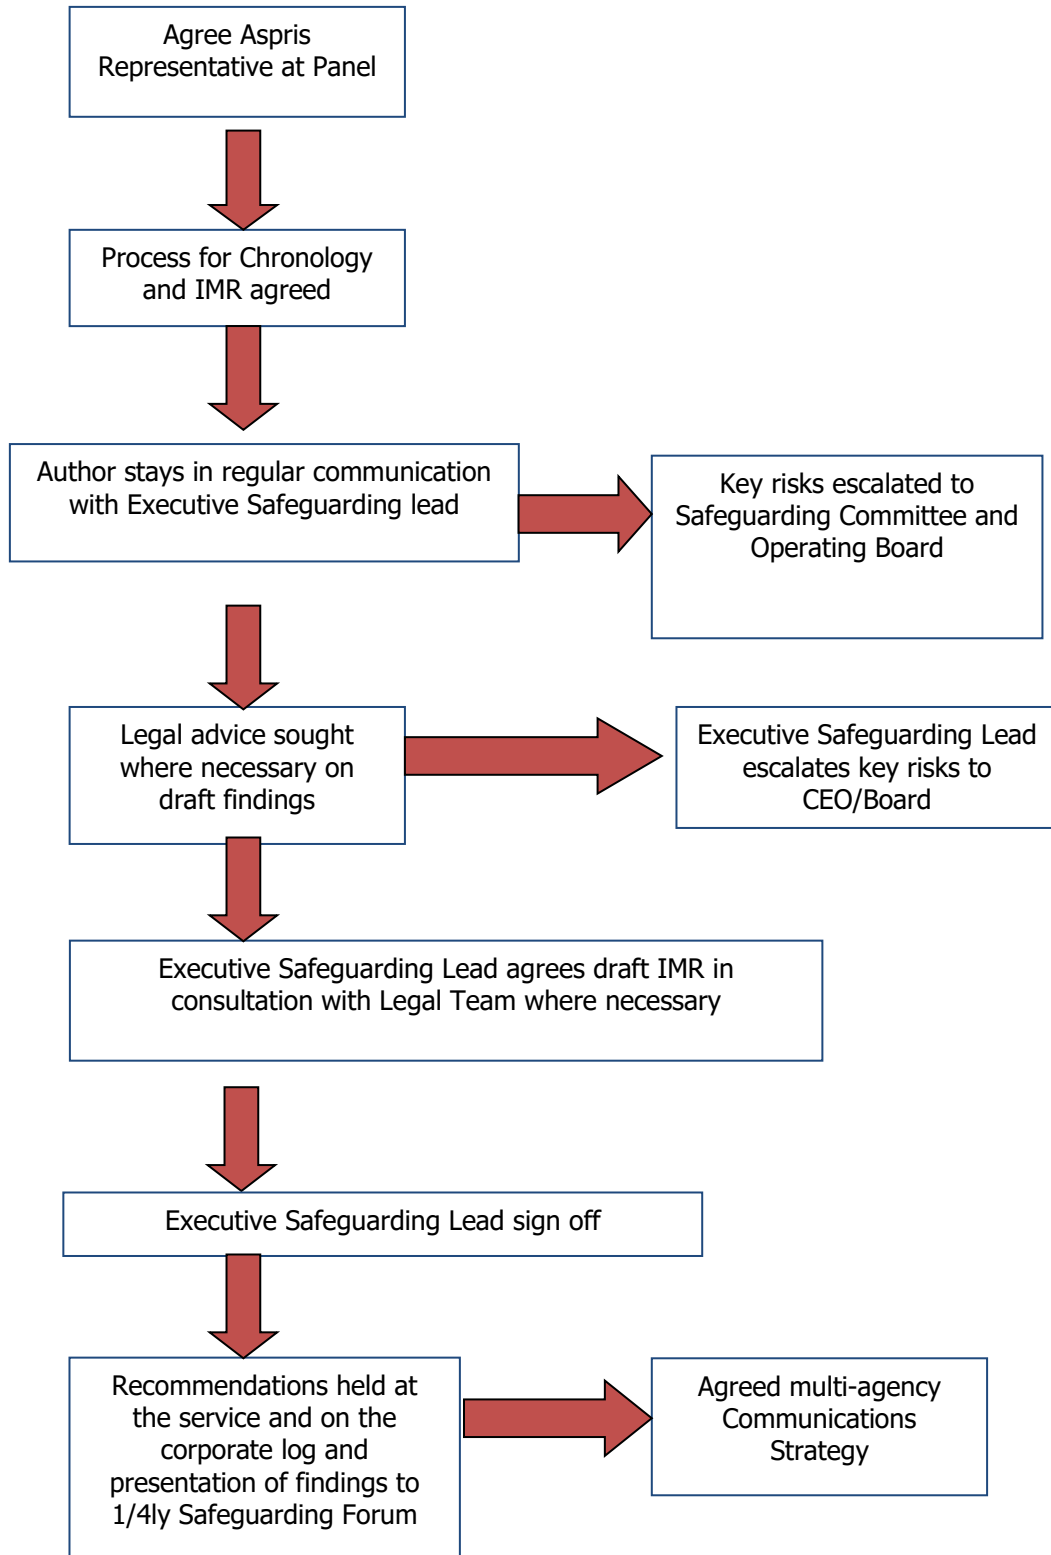 Agree Aspris
Representative at Panel
Process for Chronology
and IMR agreed
Author stays in regular communication
with Executive Safeguarding lead
Key risks escalated to
Safeguarding Committee and
Operating Board
Legal advice sought
where necessary on
draft findings
Executive Safeguarding Lead
escalates key risks to
CEO/Board
Executive Safeguarding Lead agrees draft IMR in
consultation with Legal Team where necessary
Executive Safeguarding Lead sign off
Recommendations held at
the service and on the
corporate log and
presentation of findings to
1/4ly Safeguarding Forum
Agreed multi-agency
Communications
Strategy